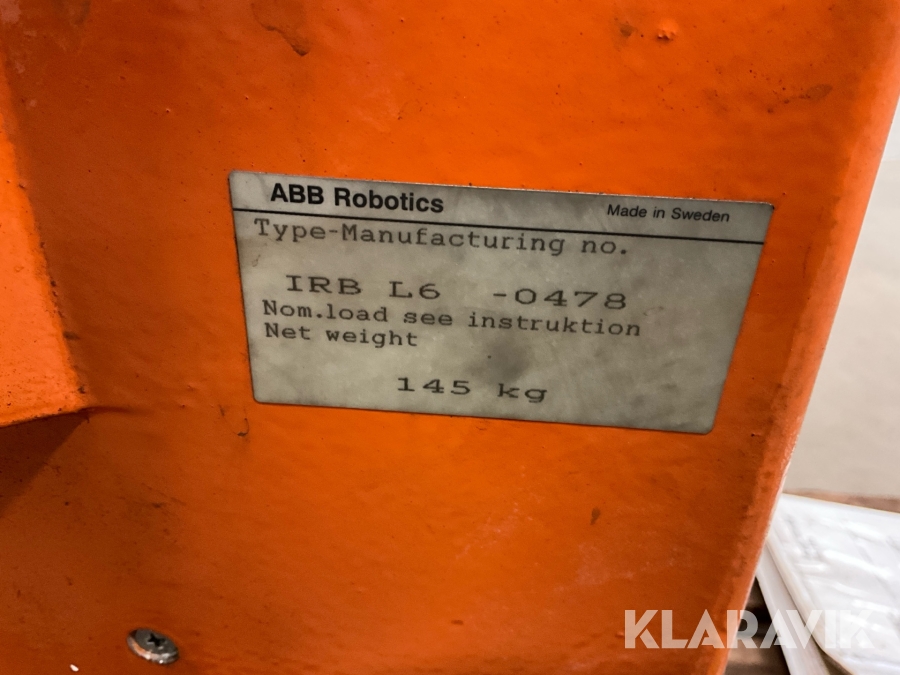 ABB Robotics
Made in Sweden
Type-Manufacturing no.
IRB L6 -0478
Nom.load see instruktion
Net weight
145 kg
KLARAVIK